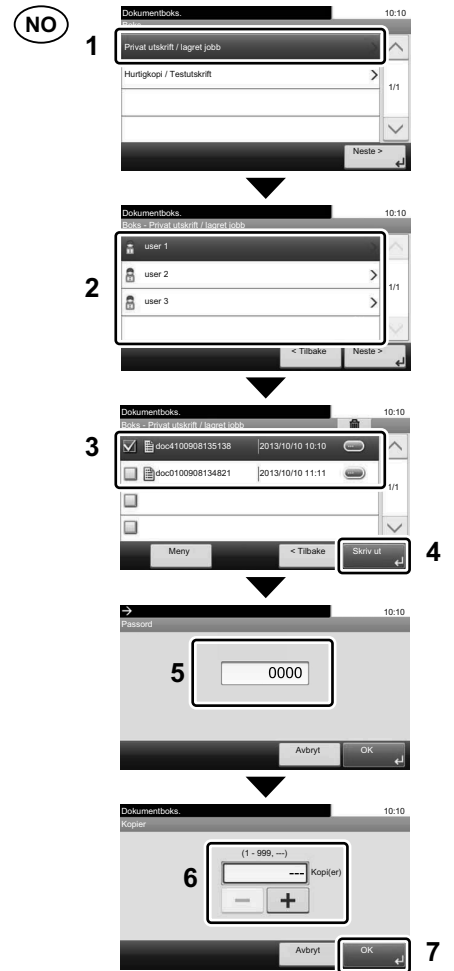 NO
1
Dokumentboks. 10:10
Boks
Privat utskrift / lagret jobb
Hurtigkopi / Testutskrift
1/1
Neste >
Dokumentboks. 10:10
Boks - Privat utskrift / lagret jobb
2
user 1
user 2
user 3
1/1
< Tilbake Neste >
Dokumentboks. 10:10
Boks - Privat utskrift / lagret jobb
3
doc4100908135138 2013/10/10 10:10
doc0100908134821 2013/10/10 11:11
1/1
Meny < Tilbake Skriv ut 4
10:10
Passord
5 0000
Avbryt OK
Dokumentboks. 10:10
Kopier
(1 - 999, ---)
6 --- Kopi(er)
Avbryt OK 7